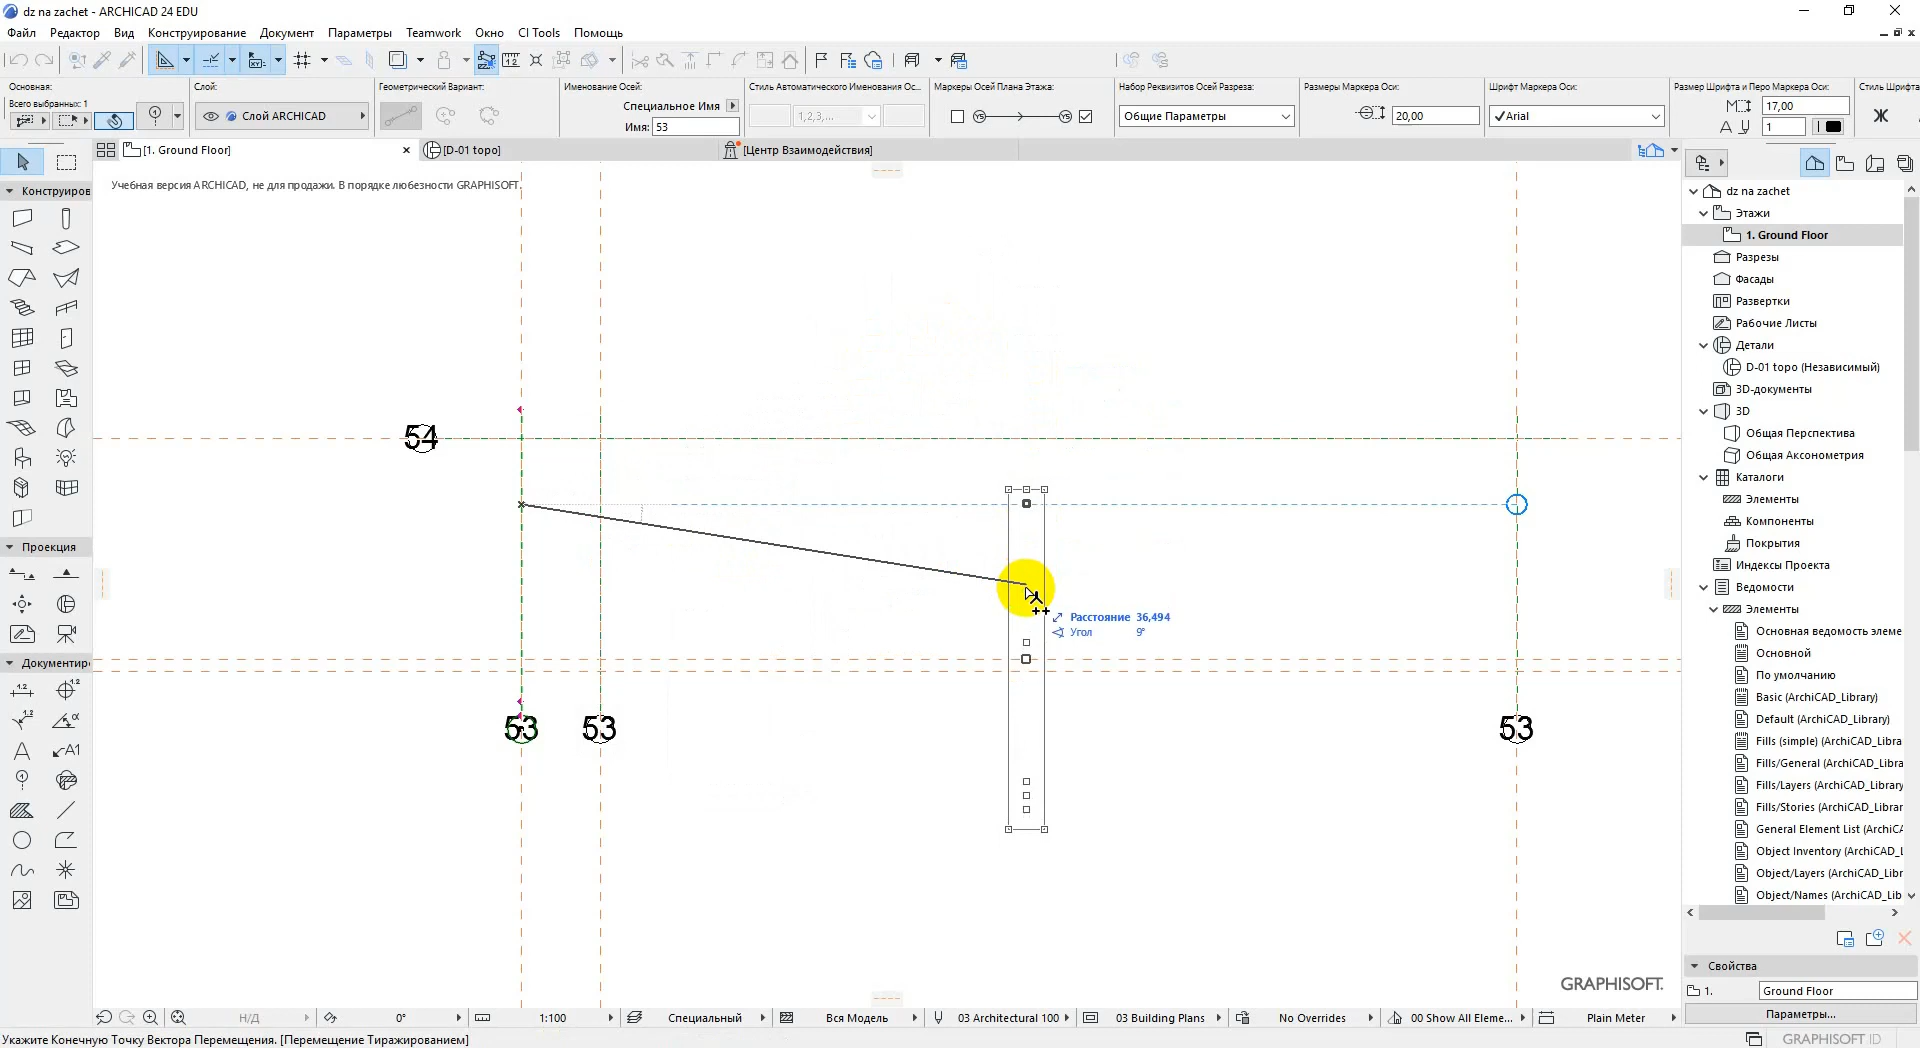 dz na zachet - ARCHICAD 24 EDU
Файл Редактор Вид Конструирование Документ Параметры Teamwork Окно CI Tools Помощь
Основная: Слой: Геометрический Вариант: Именование Осей: Стиль Автоматического Именования Ос... Маркеры Осей Плана Этажа: Набор Реквизитов Осей Разреза: Размеры Маркера Оси: Шрифт Маркера Оси: Размер Шрифта и Перо Маркера Оси: Стиль Шрифта
Всего выбранных: 1
Слой ARCHICAD
Специальное Имя
Имя: 53
1,2,3,...
Общие Параметры
20,00
Arial
17,00
1
Ж
[1. Ground Floor]
[D-01 topo]
[Центр Взаимодействия]
Учебная версия ARCHICAD, не для продажи. В порядке любезности GRAPHISOFT.
Конструиров
Проекция
Документир
1.2 1.2
1.2
A A1
54
53 53 53
Расстояние 36,494
Угол 9°
GRAPHISOFT.
dz na zachet
Этажи
1. Ground Floor
Разрезы
Фасады
Развертки
Рабочие Листы
Детали
D-01 topo (Независимый)
3D-документы
3D
Общая Перспектива
Общая Аксонометрия
Каталоги
Элементы
Компоненты
Покрытия
Индексы Проекта
Ведомости
Элементы
Основная ведомость элеме
Основной
По умолчанию
Basic (ArchiCAD_Library)
Default (ArchiCAD_Library)
Fills (simple) (ArchiCAD_Libra
Fills/General (ArchiCAD_Libra
Fills/Layers (ArchiCAD_Library
Fills/Stories (ArchiCAD_Librar
General Element List (ArchiCA
Object Inventory (ArchiCAD_L
Object/Layers (ArchiCAD_Libr
Object/Names (ArchiCAD_Lib
Свойства
1. Ground Floor
Параметры...
Н/Д 0° 1:100 Специальный Вся Модель 03 Architectural 100 03 Building Plans No Overrides 00 Show All Eleme... Plain Meter
Укажите Конечную Точку Вектора Перемещения. [Перемещение Тиражированием]
GRAPHISOFT ID